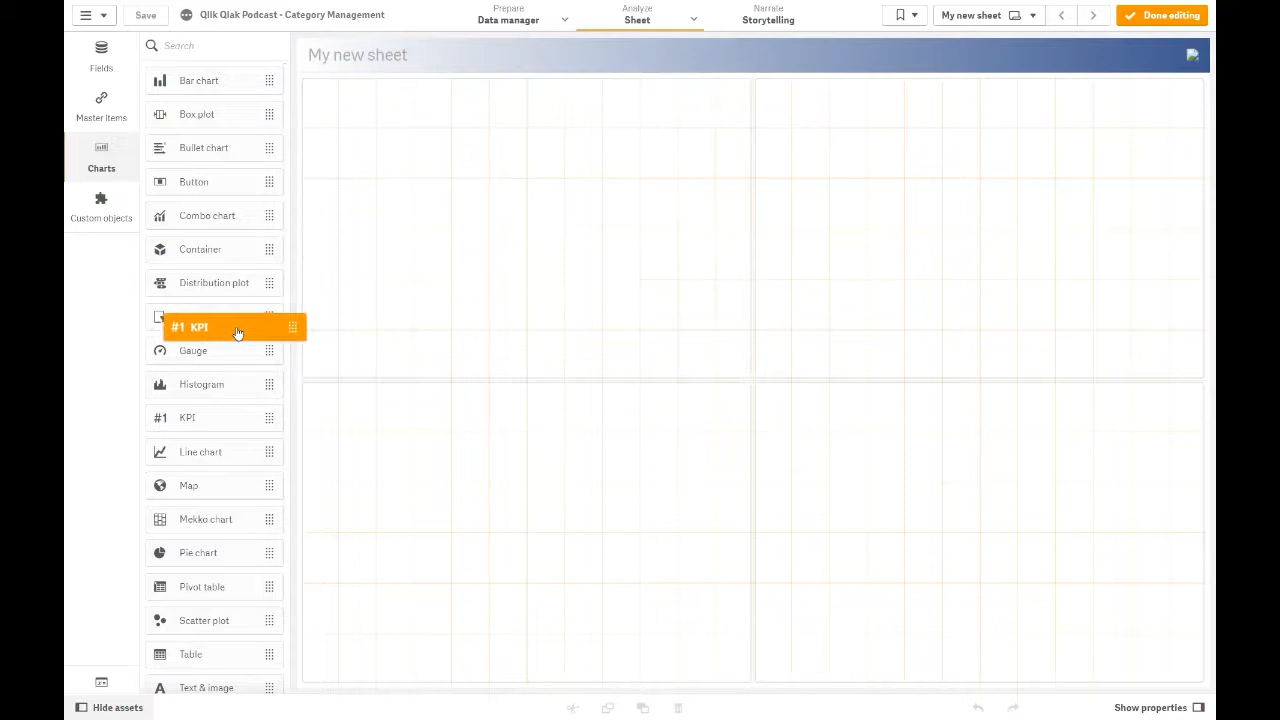 Save
Qlik Qlak Podcast - Category Management
Prepare
Data manager
Analyze
Sheet
Narrate
Storytelling
My new sheet
Done editing
Fields
Master items
Charts
Custom objects
Search
Bar chart
Box plot
Bullet chart
Button
Combo chart
Container
Distribution plot
#1 KPI
Gauge
Histogram
#1 KPI
Line chart
Map
Mekko chart
Pie chart
Pivot table
Scatter plot
Table
A Text & image
My new sheet
Hide assets
Show properties